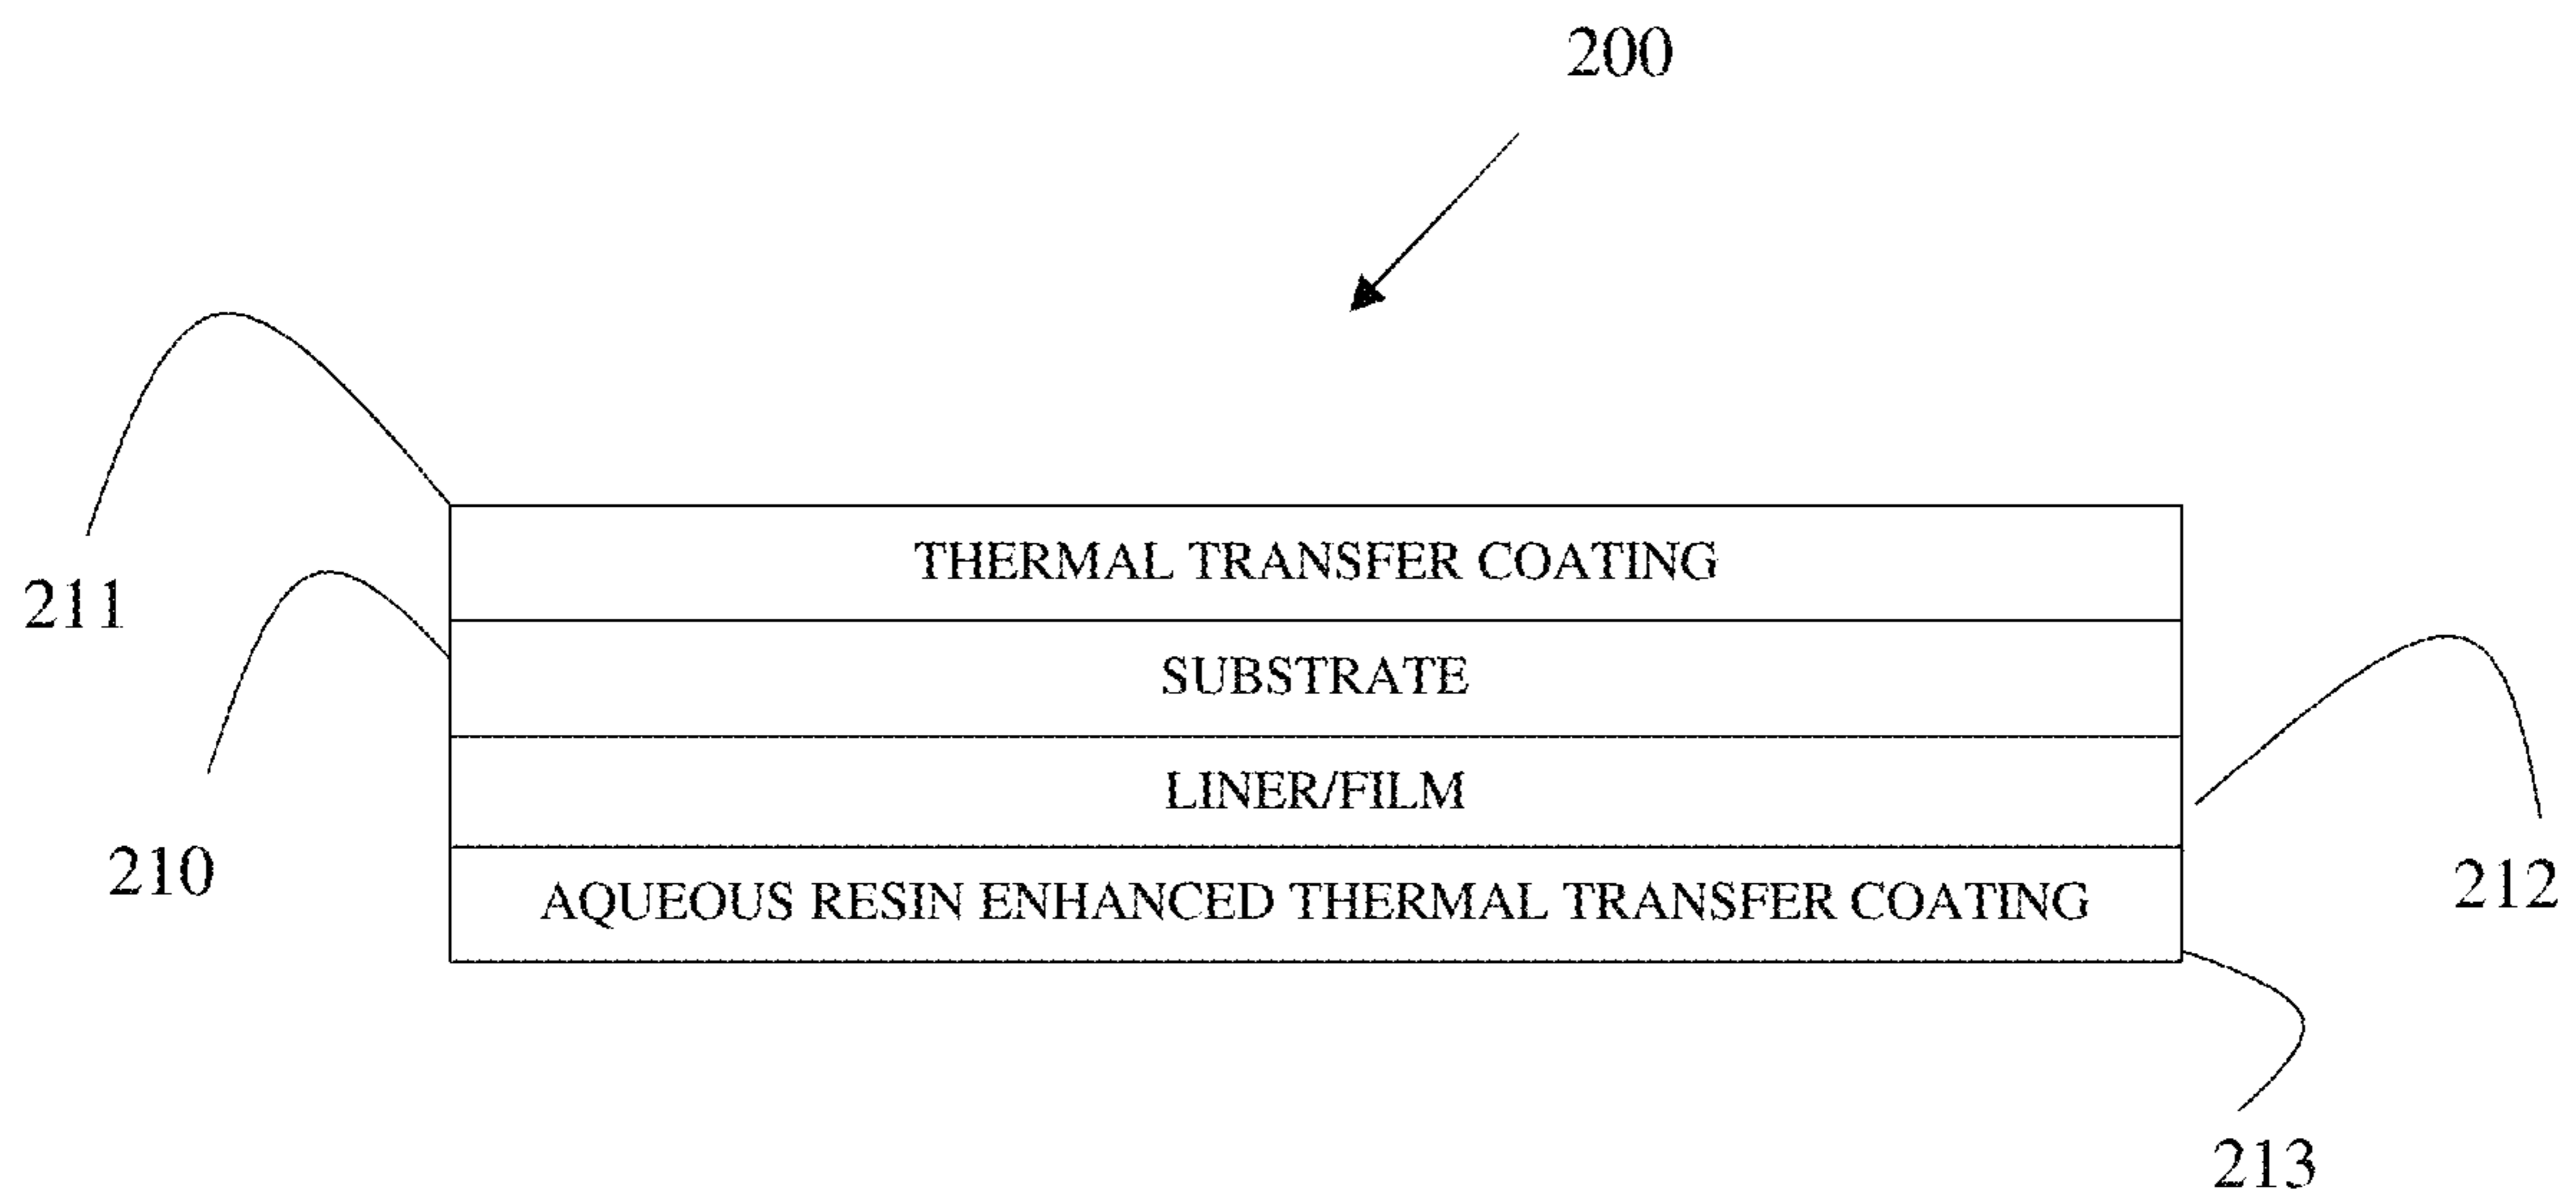 200
THERMAL TRANSFER COATING
211
SUBSTRATE
LINER/FILM
210
212
AQUEOUS RESIN ENHANCED THERMAL TRANSFER COATING
213